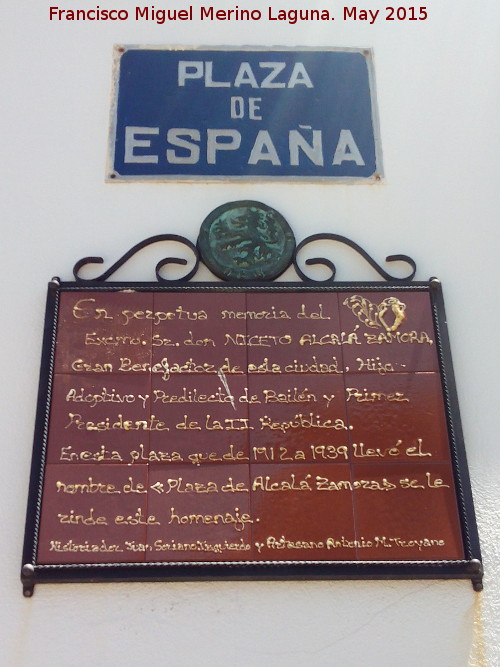 Francisco Miguel Merino Laguna. May 2015
PLAZA
DE
ESPAÑA
En perpetua memoria del
Excmo. Sr. don NICETO ALCALÁ ZAMORA,
Gran Benefactor de esta ciudad. Hijo
Adoptivo y Predilecto de Bailén y Primer
Presidente de la II República.
En esta plaza que de 1912 a 1939 llevó el
nombre de « Plaza de Alcalá Zamora» se le
rinde este homenaje.
Historiador Juan Soriano Izquierdo y Artesano Antonio M. Troyano